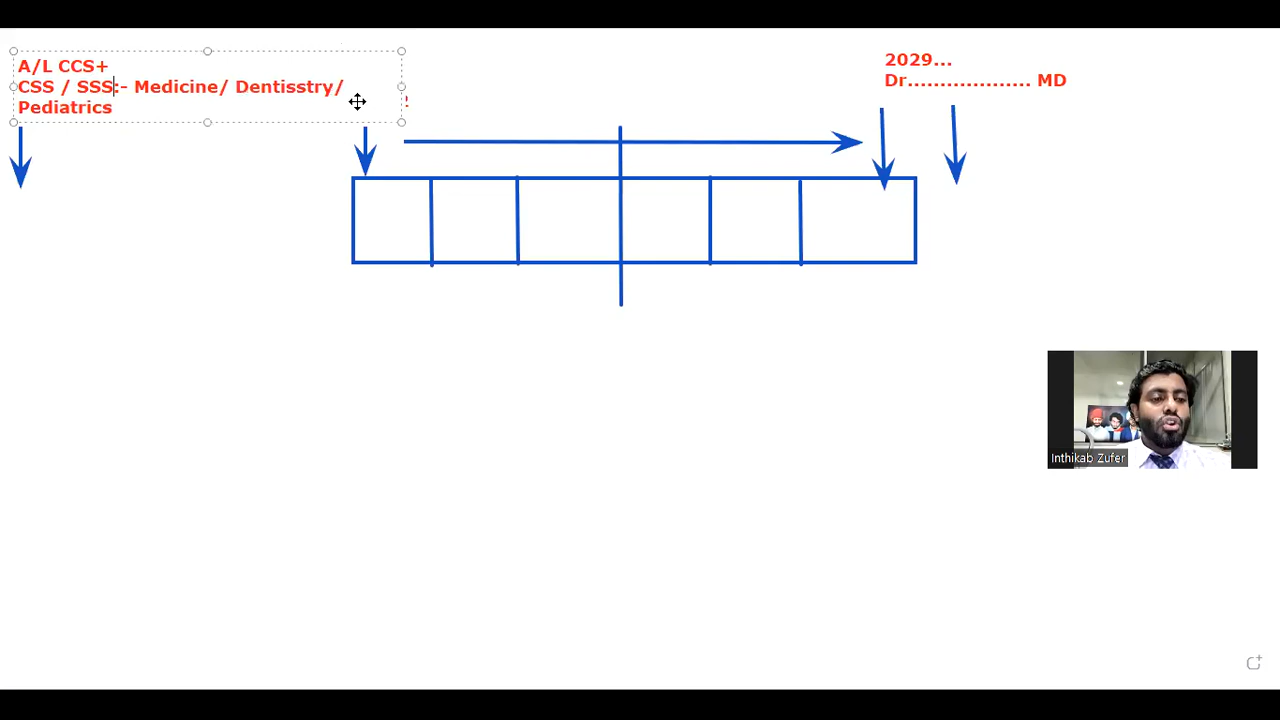 A/L CCS+
CSS / SSS:- Medicine/ Dentisstry/
Pediatrics
!
2029...
Dr................... MD
Inthikab Zufer